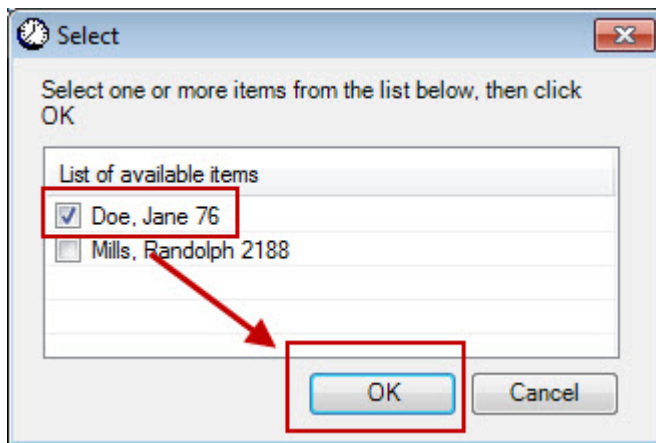 Select
Select one or more items from the list below, then click
OK
List of available items
Doe, Jane 76
Mills, Randolph 2188
OK
Cancel